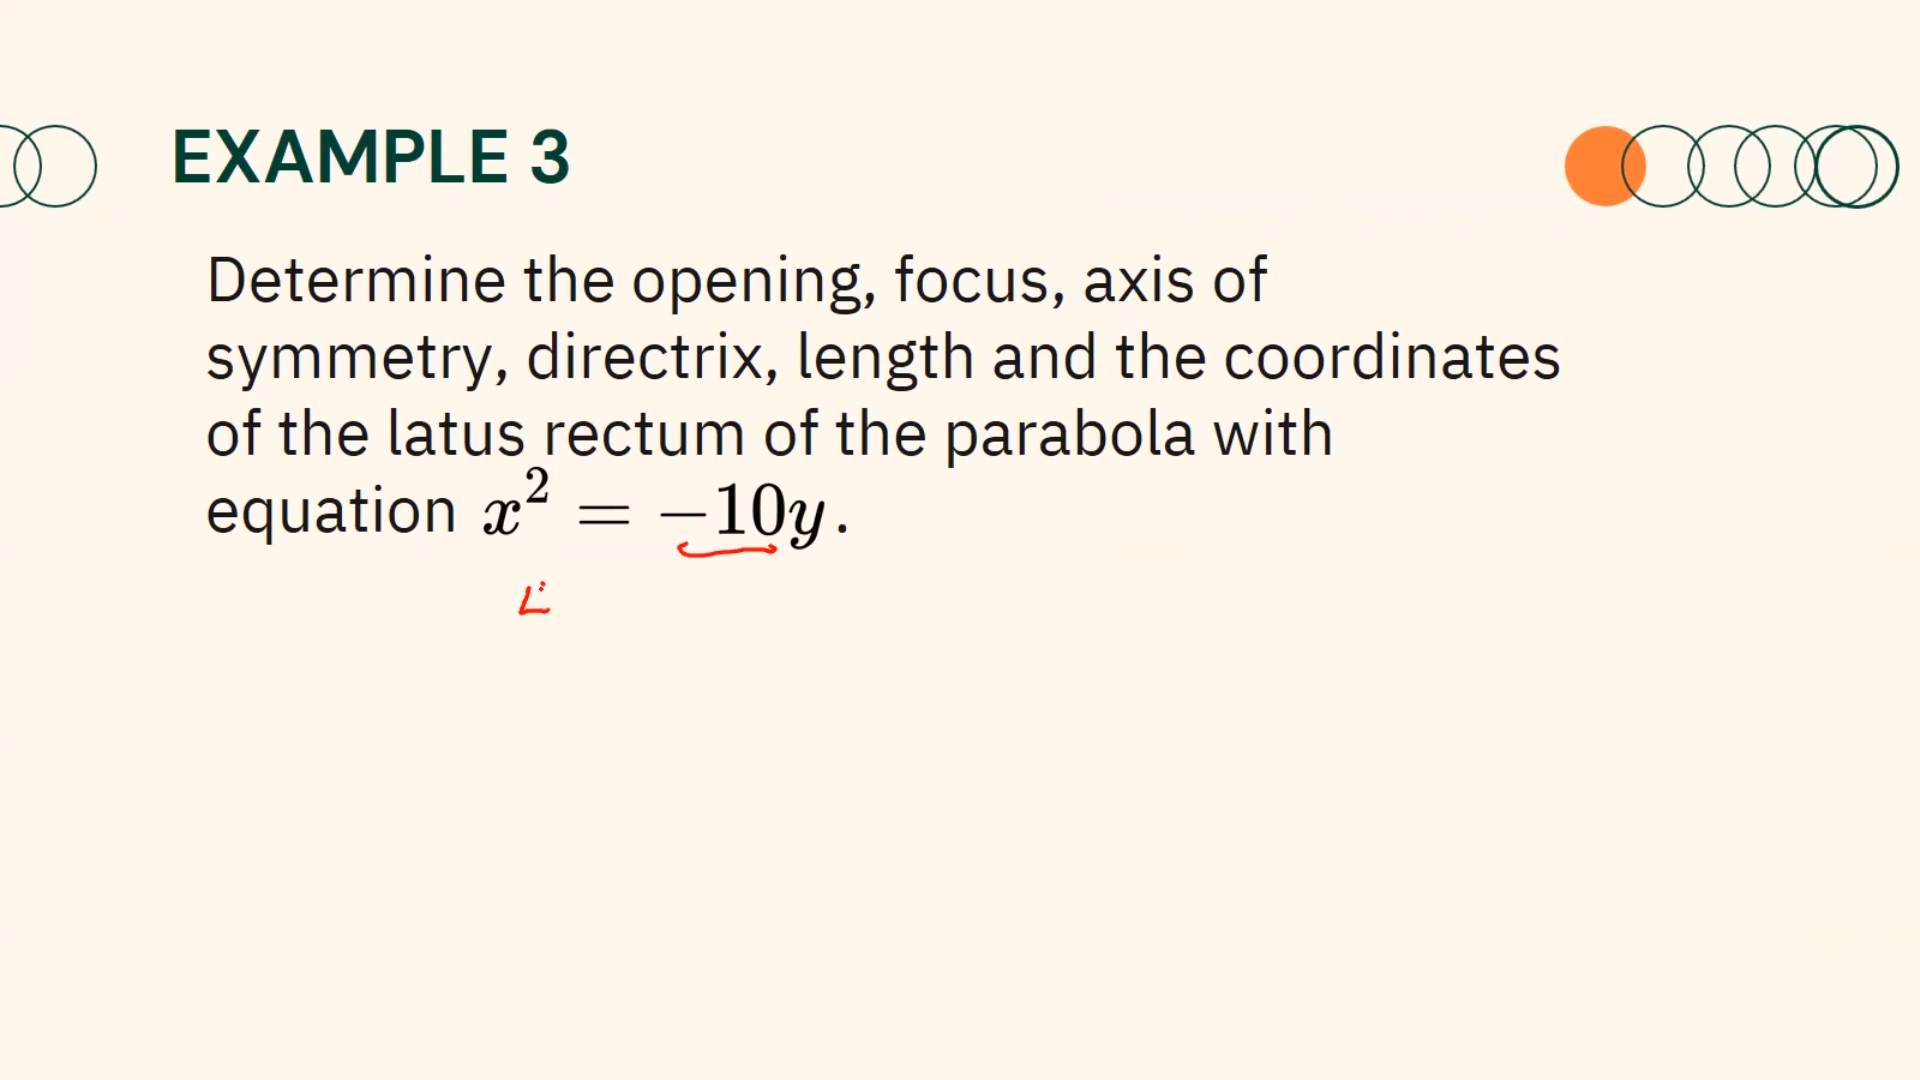 EXAMPLE 3
Determine the opening, focus, axis of
symmetry, directrix, length and the coordinates
of the latus rectum of the parabola with
equation x² = −10y.